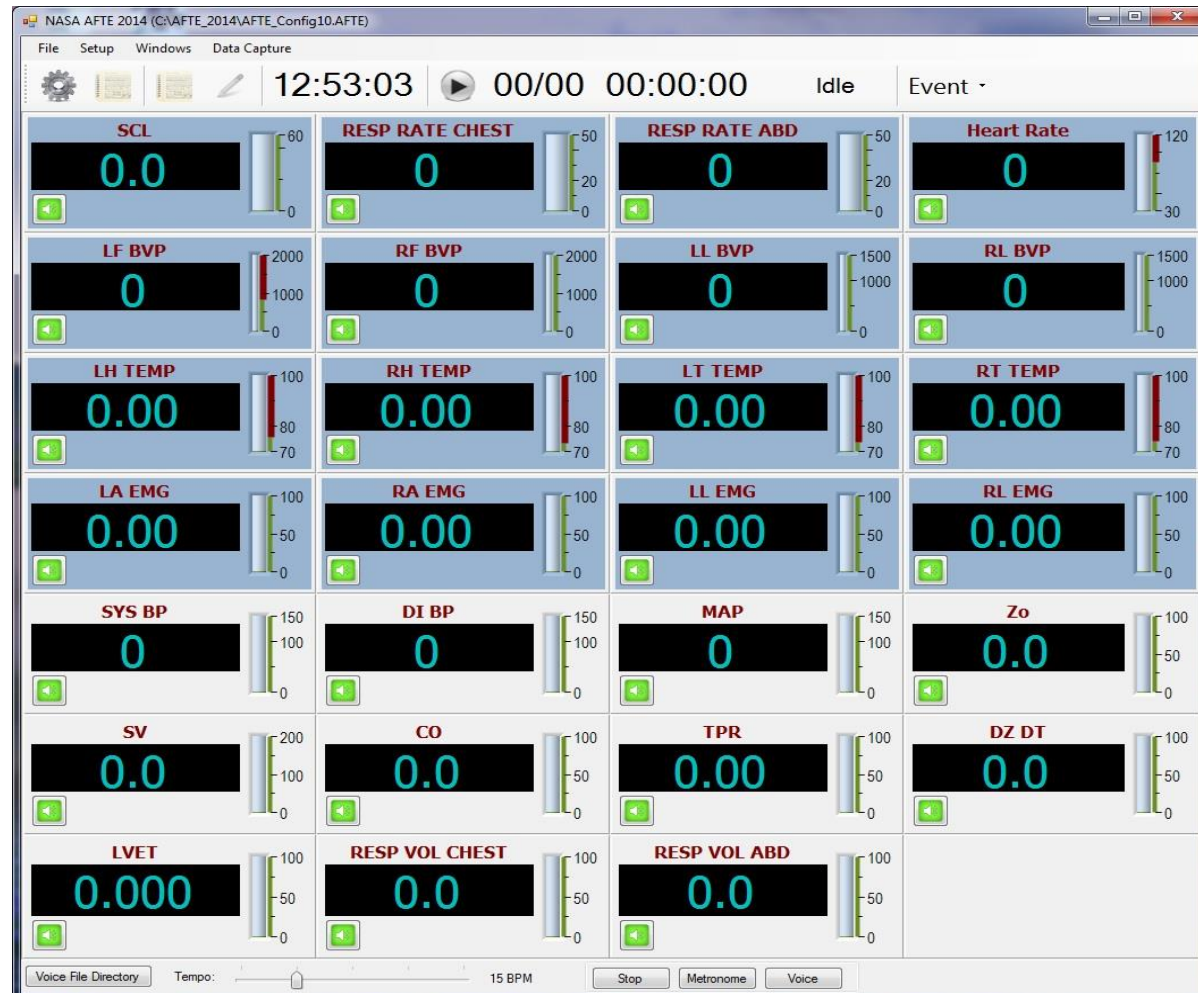 NASA AFTE 2014 (C:\AFTE_2014\AFTE_Config10.AFTE)
File Setup Windows Data Capture
12:53:03 00/00 00:00:00 Idle Event
SCL RESP RATE CHEST RESP RATE ABD Heart Rate
60 50 50 120
0.0 0 0 0
20 20
0 0 0 30
LF BVP RF BVP LL BVP RL BVP
2000 2000 1500 1500
0 0 0 0
1000 1000 1000 1000
0 0 0 0
LH TEMP RH TEMP LT TEMP RT TEMP
100 100 100 100
0.00 0.00 0.00 0.00
80 80 80 80
70 70 70 70
LA EMG RA EMG LL EMG RL EMG
100 100 100 100
0.00 0.00 0.00 0.00
50 50 50 50
0 0 0 0
SYS BP DI BP MAP Zo
150 150 150 100
0 0 0 0.0
100 100 100 50
0 0 0 0
SV CO TPR DZ DT
200 100 100 100
0.0 0.0 0.00 0.0
100 50 50 50
0 0 0 0
LVET RESP VOL CHEST RESP VOL ABD
100 100 100
0.000 0.0 0.0
50 50 50
0 0 0
Voice File Directory Tempo: 15 BPM Stop Metronome Voice